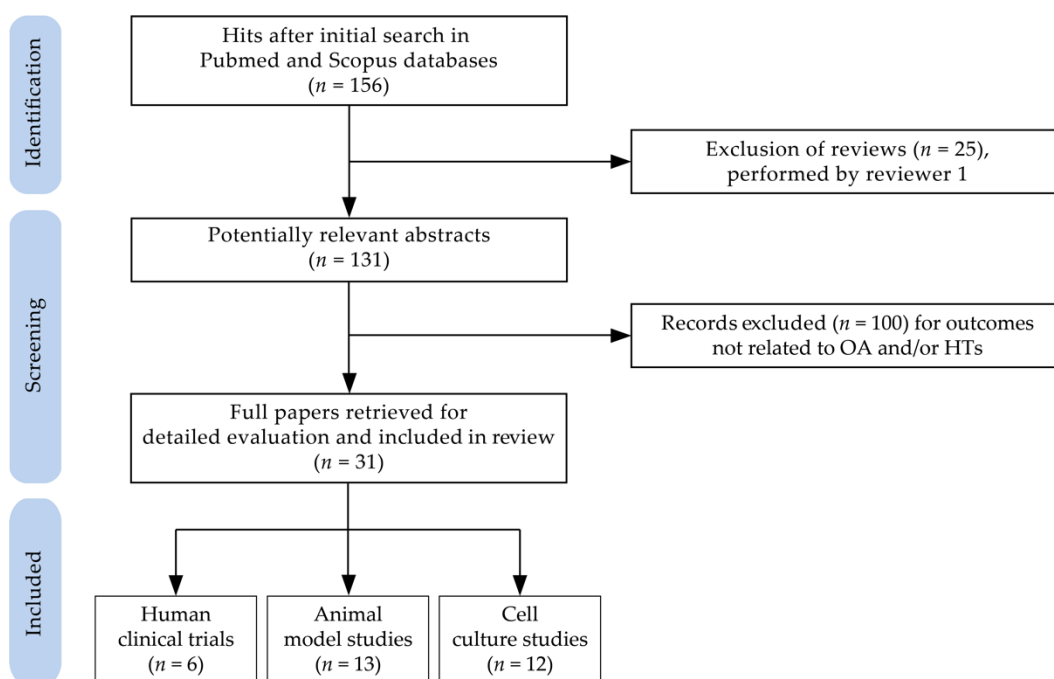 Identification
Hits after initial search in
Pubmed and Scopus databases
(n = 156)
Exclusion of reviews (n = 25),
performed by reviewer 1
Screening
Potentially relevant abstracts
(n = 131)
Records excluded (n = 100) for outcomes
not related to OA and/or HTs
Full papers retrieved for
detailed evaluation and included in review
(n = 31)
Included
Human
clinical trials
(n = 6)
Animal
model studies
(n = 13)
Cell
culture studies
(n = 12)